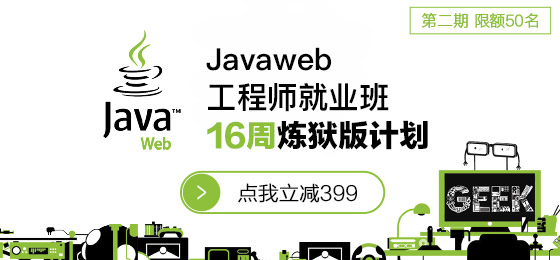 第二期 限额50名
Java™
Web
Javaweb
工程师就业班
16周炼狱版计划
点我立减399
GEEK